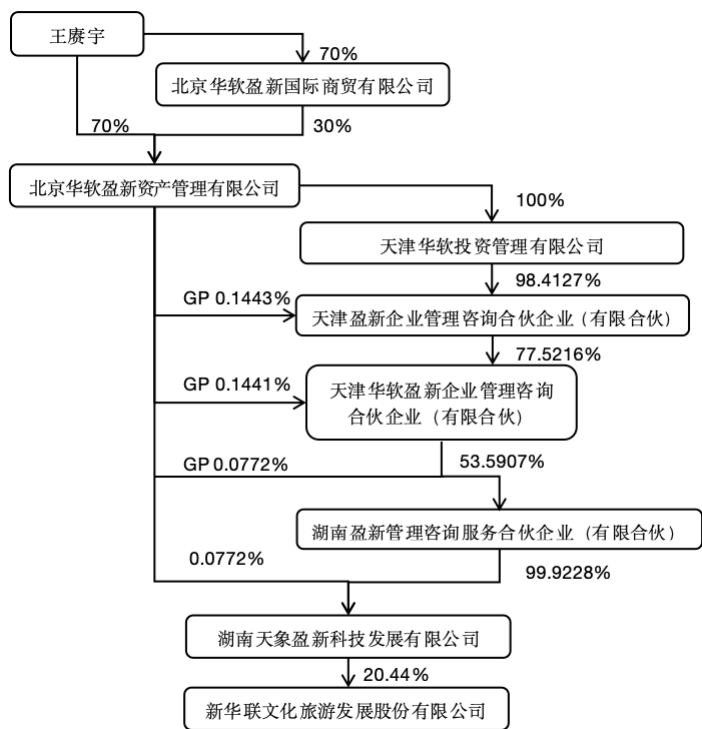 王赓宇
70%
北京华软盈新国际商贸有限公司
70%
30%
北京华软盈新资产管理有限公司
100%
天津华软投资管理有限公司
98.4127%
GP 0.1443%
天津盈新企业管理咨询合伙企业（有限合伙）
77.5216%
GP 0.1441%
天津华软盈新企业管理咨询
合伙企业（有限合伙）
GP 0.0772%
53.5907%
湖南盈新管理咨询服务合伙企业（有限合伙）
0.0772%
99.9228%
湖南天象盈新科技发展有限公司
20.44%
新华联文化旅游发展股份有限公司